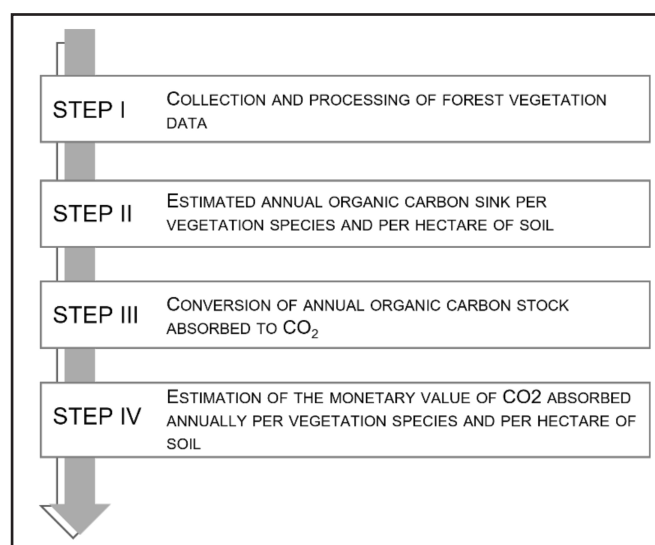 STEP I
COLLECTION AND PROCESSING OF FOREST VEGETATION
DATA
STEP II
ESTIMATED ANNUAL ORGANIC CARBON SINK PER
VEGETATION SPECIES AND PER HECTARE OF SOIL
STEP III
CONVERSION OF ANNUAL ORGANIC CARBON STOCK
ABSORBED TO CO₂
STEP IV
ESTIMATION OF THE MONETARY VALUE OF CO2 ABSORBED
ANNUALLY PER VEGETATION SPECIES AND PER HECTARE OF
SOIL